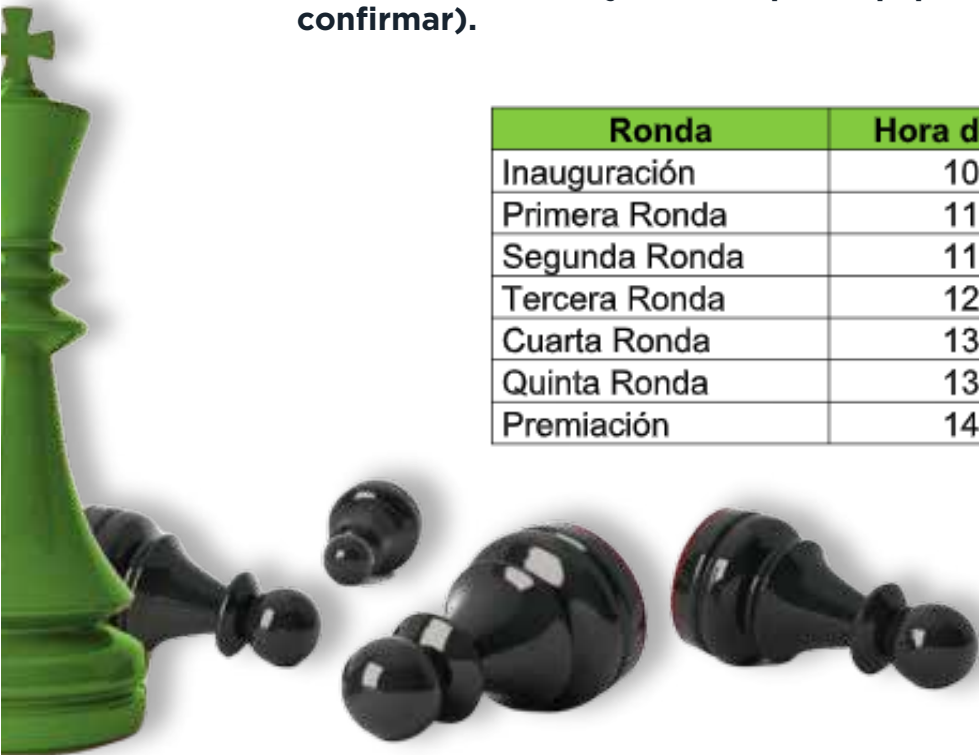 confirmar).
Ronda Hora d
Inauguración 10
Primera Ronda 11
Segunda Ronda 11
Tercera Ronda 12
Cuarta Ronda 13
Quinta Ronda 13
Premiación 14